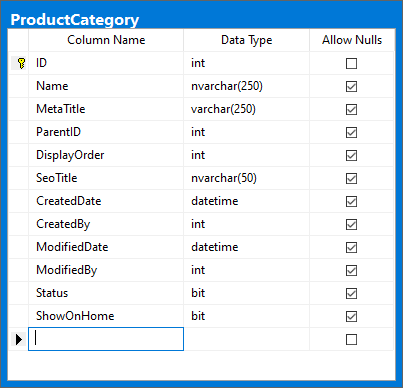 ProductCategory
Column Name Data Type Allow Nulls
ID int
Name nvarchar(250)
MetaTitle varchar(250)
ParentID int
DisplayOrder int
SeoTitle nvarchar(50)
CreatedDate datetime
CreatedBy int
ModifiedDate datetime
ModifiedBy int
Status bit
ShowOnHome bit